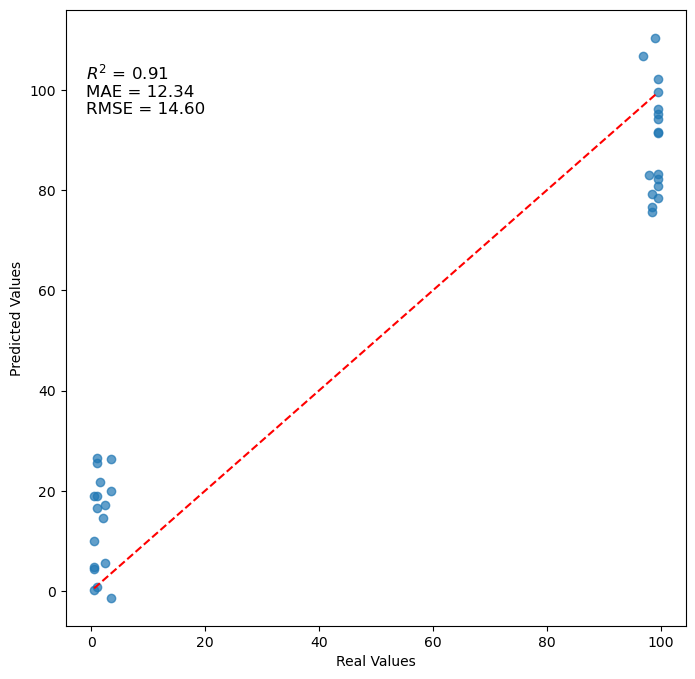 R² = 0.91
MAE = 12.34
RMSE = 14.60
100
80
60
40
20
0
Predicted Values
0 20 40 60 80 100
Real Values